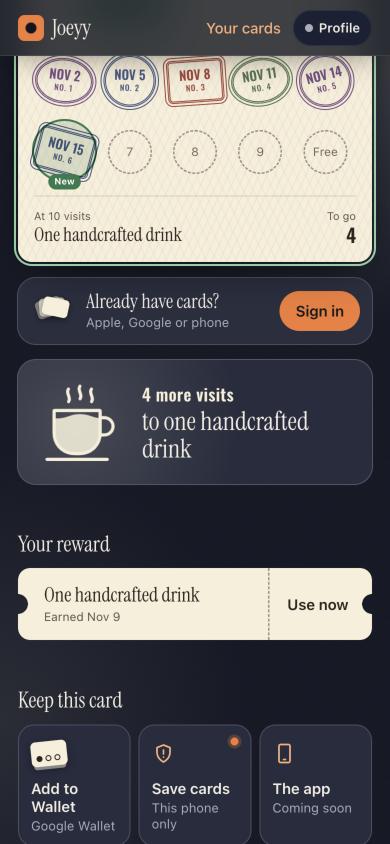 Joeyy
Your cards
Profile
NOV 2
NO. 1
NOV 5
NO. 2
NOV 8
NO. 3
NOV 11
NO. 4
NOV 14
NO. 5
NOV 15
NO. 6
New
7
8
9
Free
At 10 visits
To go
One handcrafted drink
4
Already have cards?
Apple, Google or phone
Sign in
4 more visits
to one handcrafted
drink
Your reward
One handcrafted drink
Earned Nov 9
Use now
Keep this card
Add to
Wallet
Google Wallet
Save cards
This phone
only
The app
Coming soon